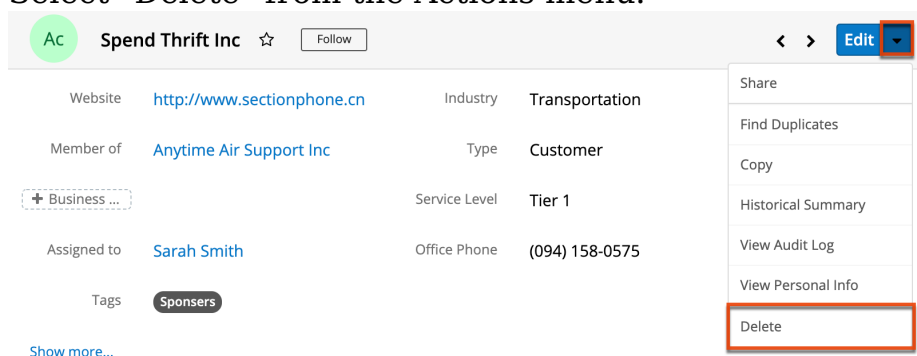 Select "Delete" from the Actions menu.
Ac Spend Thrift Inc ☆ Follow < > Edit
Website http://www.sectionphone.cn Industry Transportation
Member of Anytime Air Support Inc Type Customer
+ Business ... Service Level Tier 1
Assigned to Sarah Smith Office Phone (094) 158-0575
Tags Sponsers
Show more...
Share
Find Duplicates
Copy
Historical Summary
View Audit Log
View Personal Info
Delete